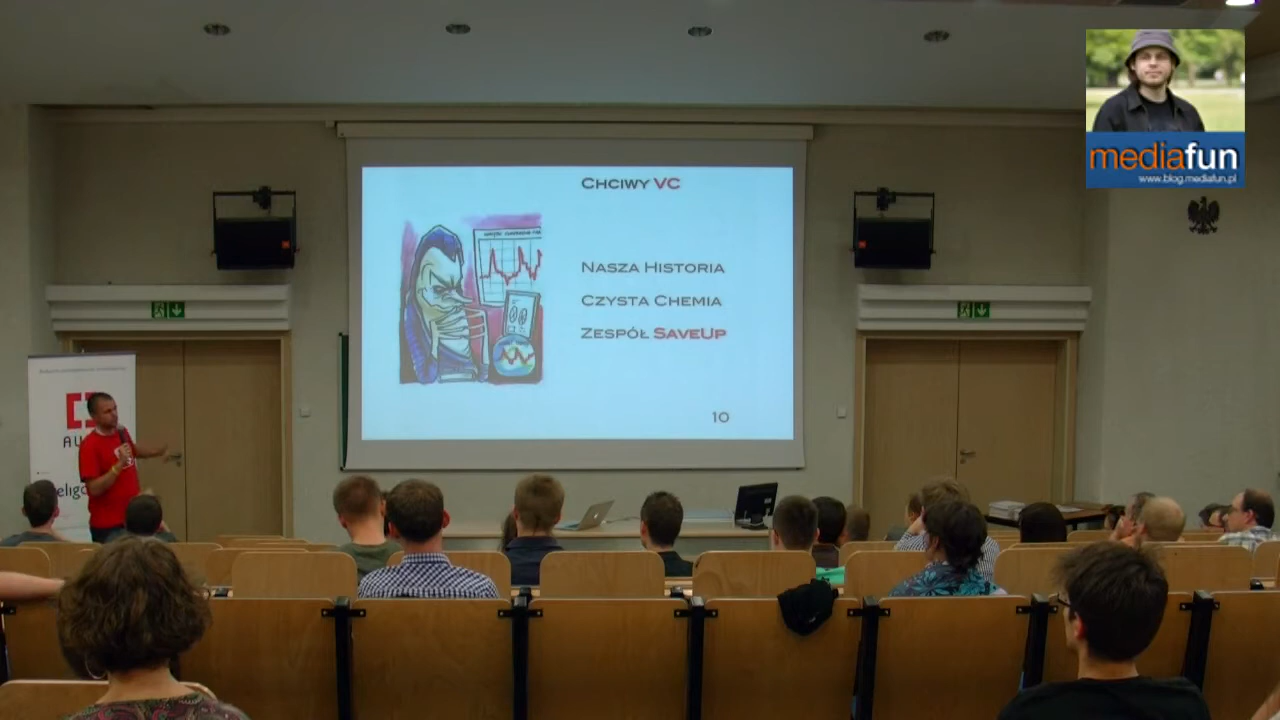 mediafun
www.blog.mediafun.pl
Chciwy VC
Nasza Historia
Czysta Chemia
Zespół SaveUp
10